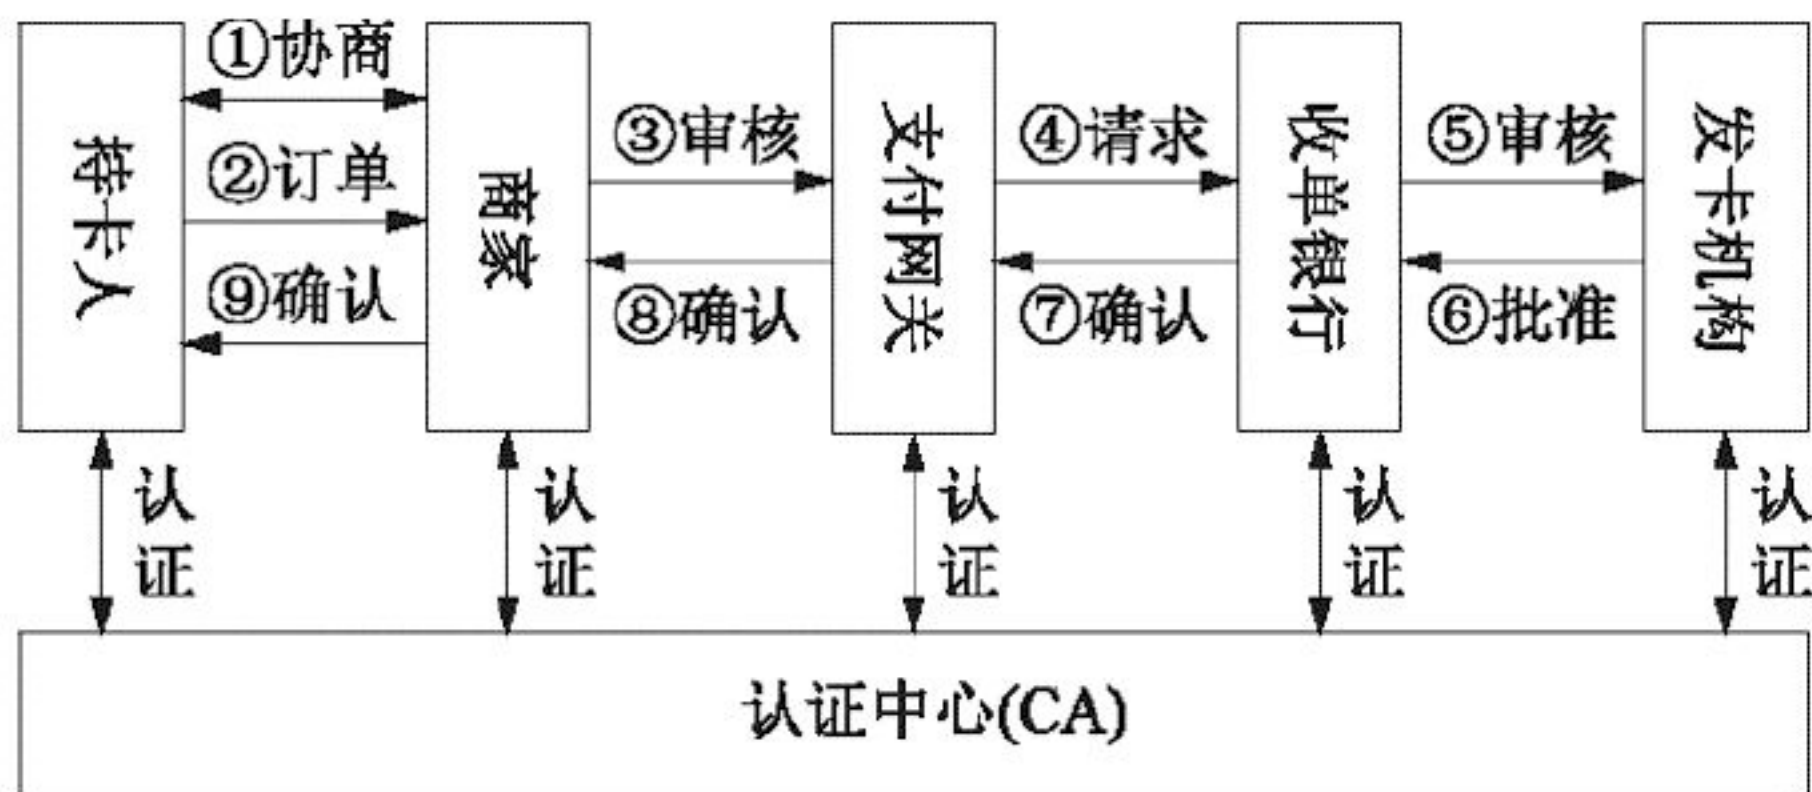 ①协商
②订单
⑨确认
持卡人
商家
③审核
⑧确认
支付网关
④请求
⑦确认
收单银行
⑤审核
⑥批准
发卡机构
认证
认证
认证
认证
认证
认证中心(CA)